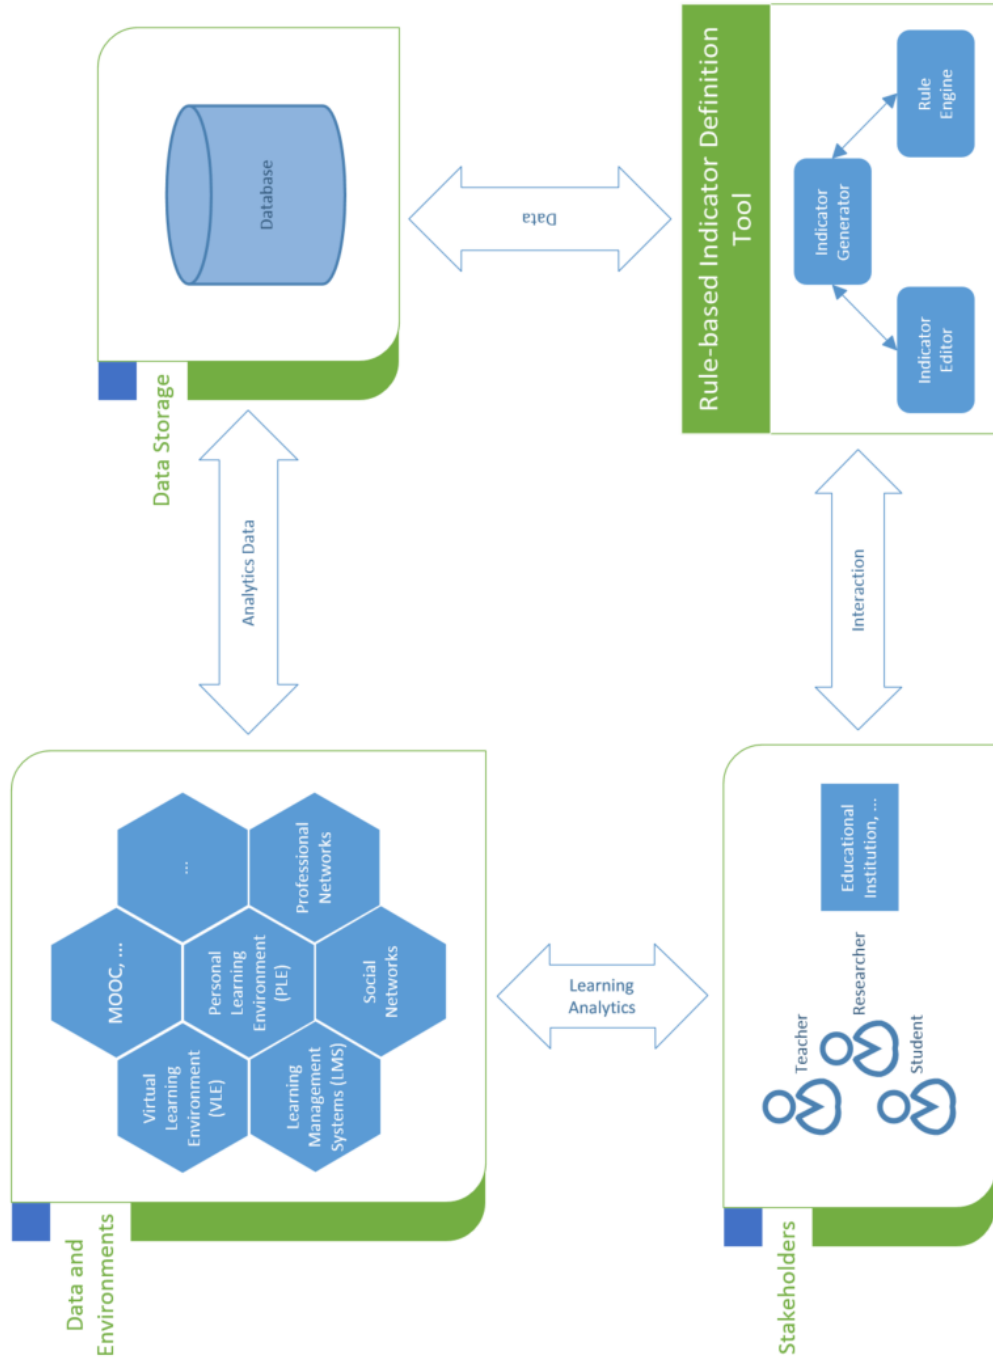 Data and
Environments
Virtual
Learning
Environment
(VLE)
MOOC, ...
...
Learning
Management
Systems (LMS)
Personal
Learning
Environment
(PLE)
Professional
Networks
Social
Networks
Analytics Data
Data Storage
Database
Learning
Analytics
Data
Stakeholders
Teacher
Researcher
Student
Educational
Institution, ...
Interaction
Rule-based Indicator Definition
Tool
Indicator
Generator
Indicator
Editor
Rule
Engine